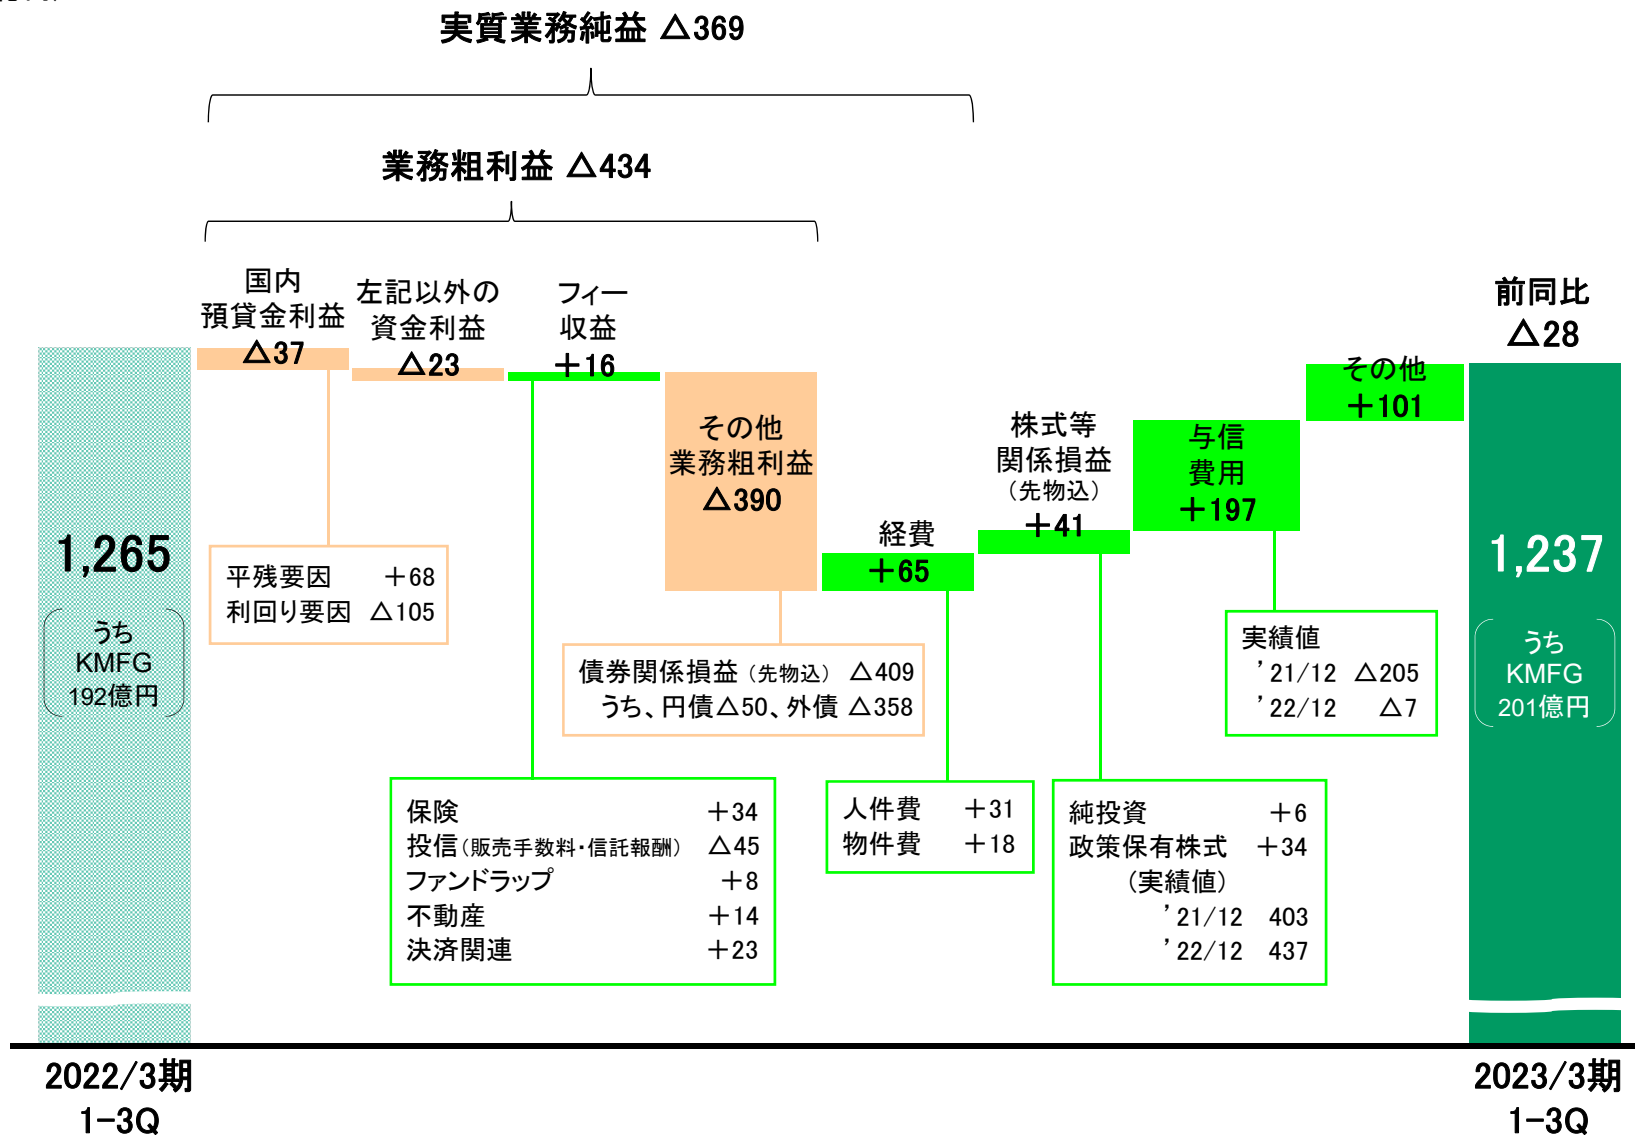 実質業務純益 △369
業務粗利益 △434
国内
預貸金利益
△37
左記以外の
資金利益
△23
フィー
収益
＋16
その他
業務粗利益
△390
経費
＋65
株式等
関係損益
（先物込）
＋41
与信
費用
＋197
その他
＋101
前同比
△28
1,265
うち
KMFG
192億円
1,237
うち
KMFG
201億円
平残要因 ＋68
利回り要因 △105
債券関係損益（先物込） △409
うち、円債△50、外債 △358
実績値
’21/12 △205
’22/12 △7
保険 ＋34
投信（販売手数料・信託報酬） △45
ファンドラップ ＋8
不動産 ＋14
決済関連 ＋23
人件費 ＋31
物件費 ＋18
純投資 ＋6
政策保有株式 ＋34
（実績値）
’21/12 403
’22/12 437
2022/3期
1-3Q
2023/3期
1-3Q